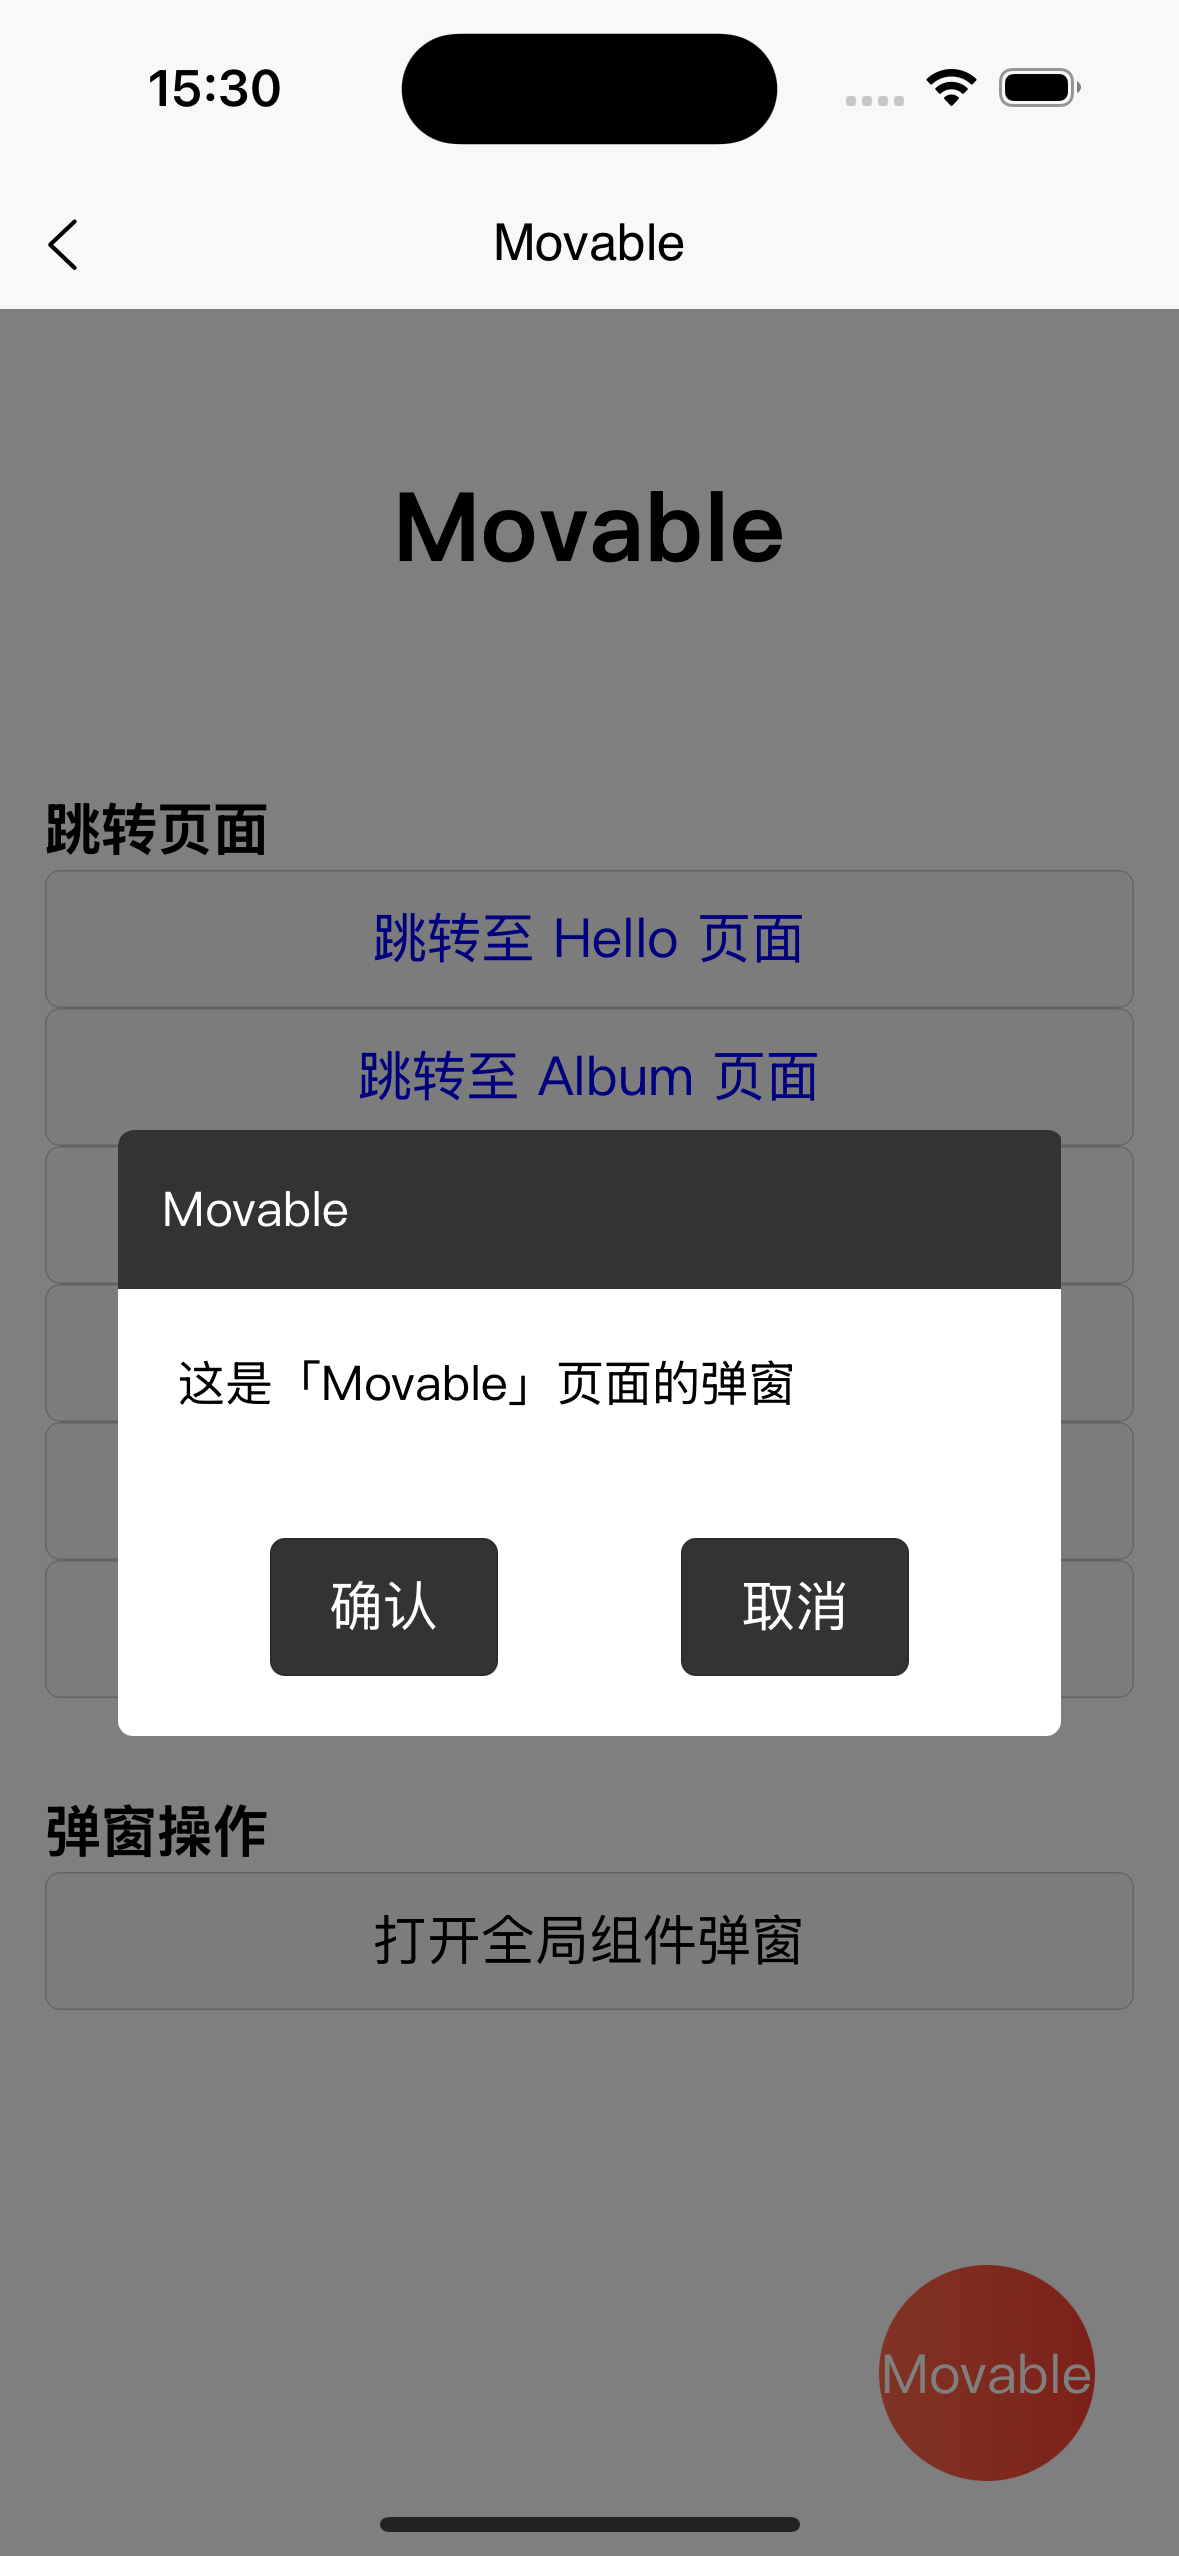 15:30
Movable
Movable
跳转页面
跳转至 Hello 页面
跳转至 Album 页面
Movable
这是「Movable」页面的弹窗
确认
取消
弹窗操作
打开全局组件弹窗
Movable